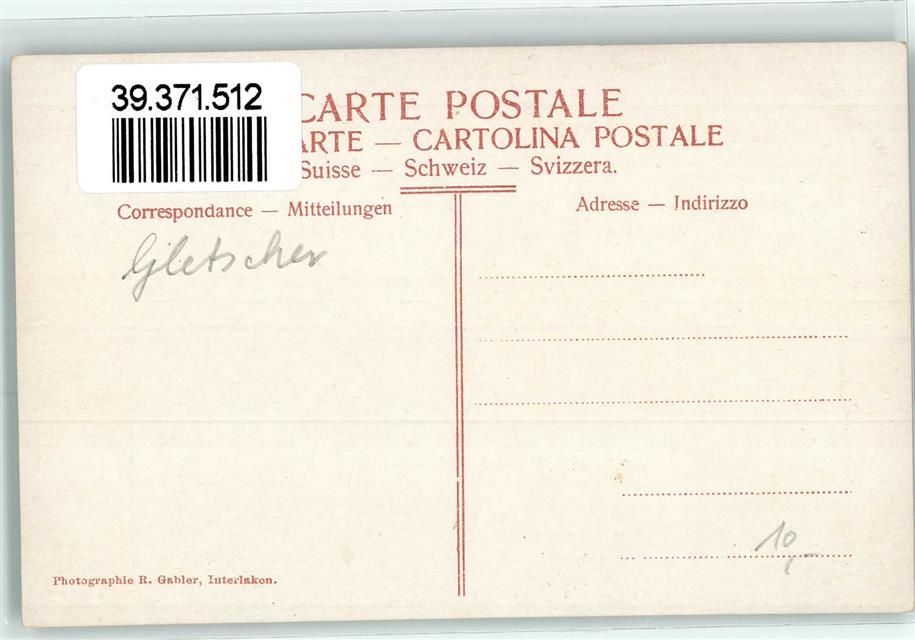 39.371.512
CARTE POSTALE
ARTE — CARTOLINA POSTALE
Suisse — Schweiz — Svizzera.
Correspondance — Mitteilungen
Adresse — Indirizzo
Gletscher
10,-
Photographie R. Gabler, Interlaken.